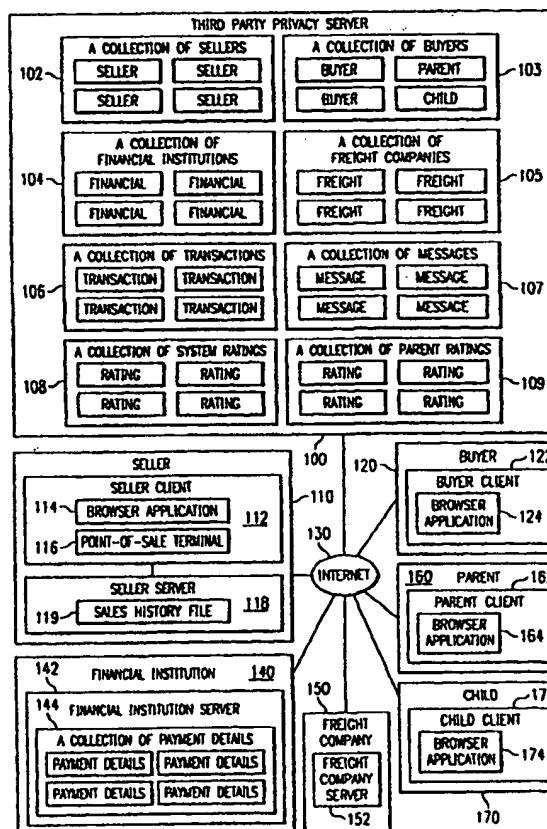 THIRD PARTY PRIVACY SERVER
A COLLECTION OF SELLERS
102
SELLER SELLER
SELLER SELLER
A COLLECTION OF BUYERS
103
BUYER PARENT
BUYER CHILD
A COLLECTION OF
FINANCIAL INSTITUTIONS
104
FINANCIAL FINANCIAL
FINANCIAL FINANCIAL
A COLLECTION OF
FREIGHT COMPANIES
105
FREIGHT FREIGHT
FREIGHT FREIGHT
A COLLECTION OF TRANSACTIONS
106
TRANSACTION TRANSACTION
TRANSACTION TRANSACTION
A COLLECTION OF MESSAGES
107
MESSAGE MESSAGE
MESSAGE MESSAGE
A COLLECTION OF SYSTEM RATINGS
108
RATING RATING
RATING RATING
A COLLECTION OF PARENT RATINGS
109
RATING RATING
RATING RATING
100
SELLER
110
SELLER CLIENT
114 BROWSER APPLICATION 112
116 POINT-OF-SALE TERMINAL
SELLER SERVER
118
119 SALES HISTORY FILE
130
INTERNET
120 BUYER 122
BUYER CLIENT
BROWSER
APPLICATION
124
160 PARENT
PARENT CLIENT
BROWSER
APPLICATION
164
CHILD
CHILD CLIENT
BROWSER
APPLICATION
174
170
142 FINANCIAL INSTITUTION 140
144 FINANCIAL INSTITUTION SERVER
A COLLECTION OF PAYMENT DETAILS
PAYMENT DETAILS PAYMENT DETAILS
PAYMENT DETAILS PAYMENT DETAILS
150
FREIGHT
COMPANY
FREIGHT
COMPANY
SERVER
152